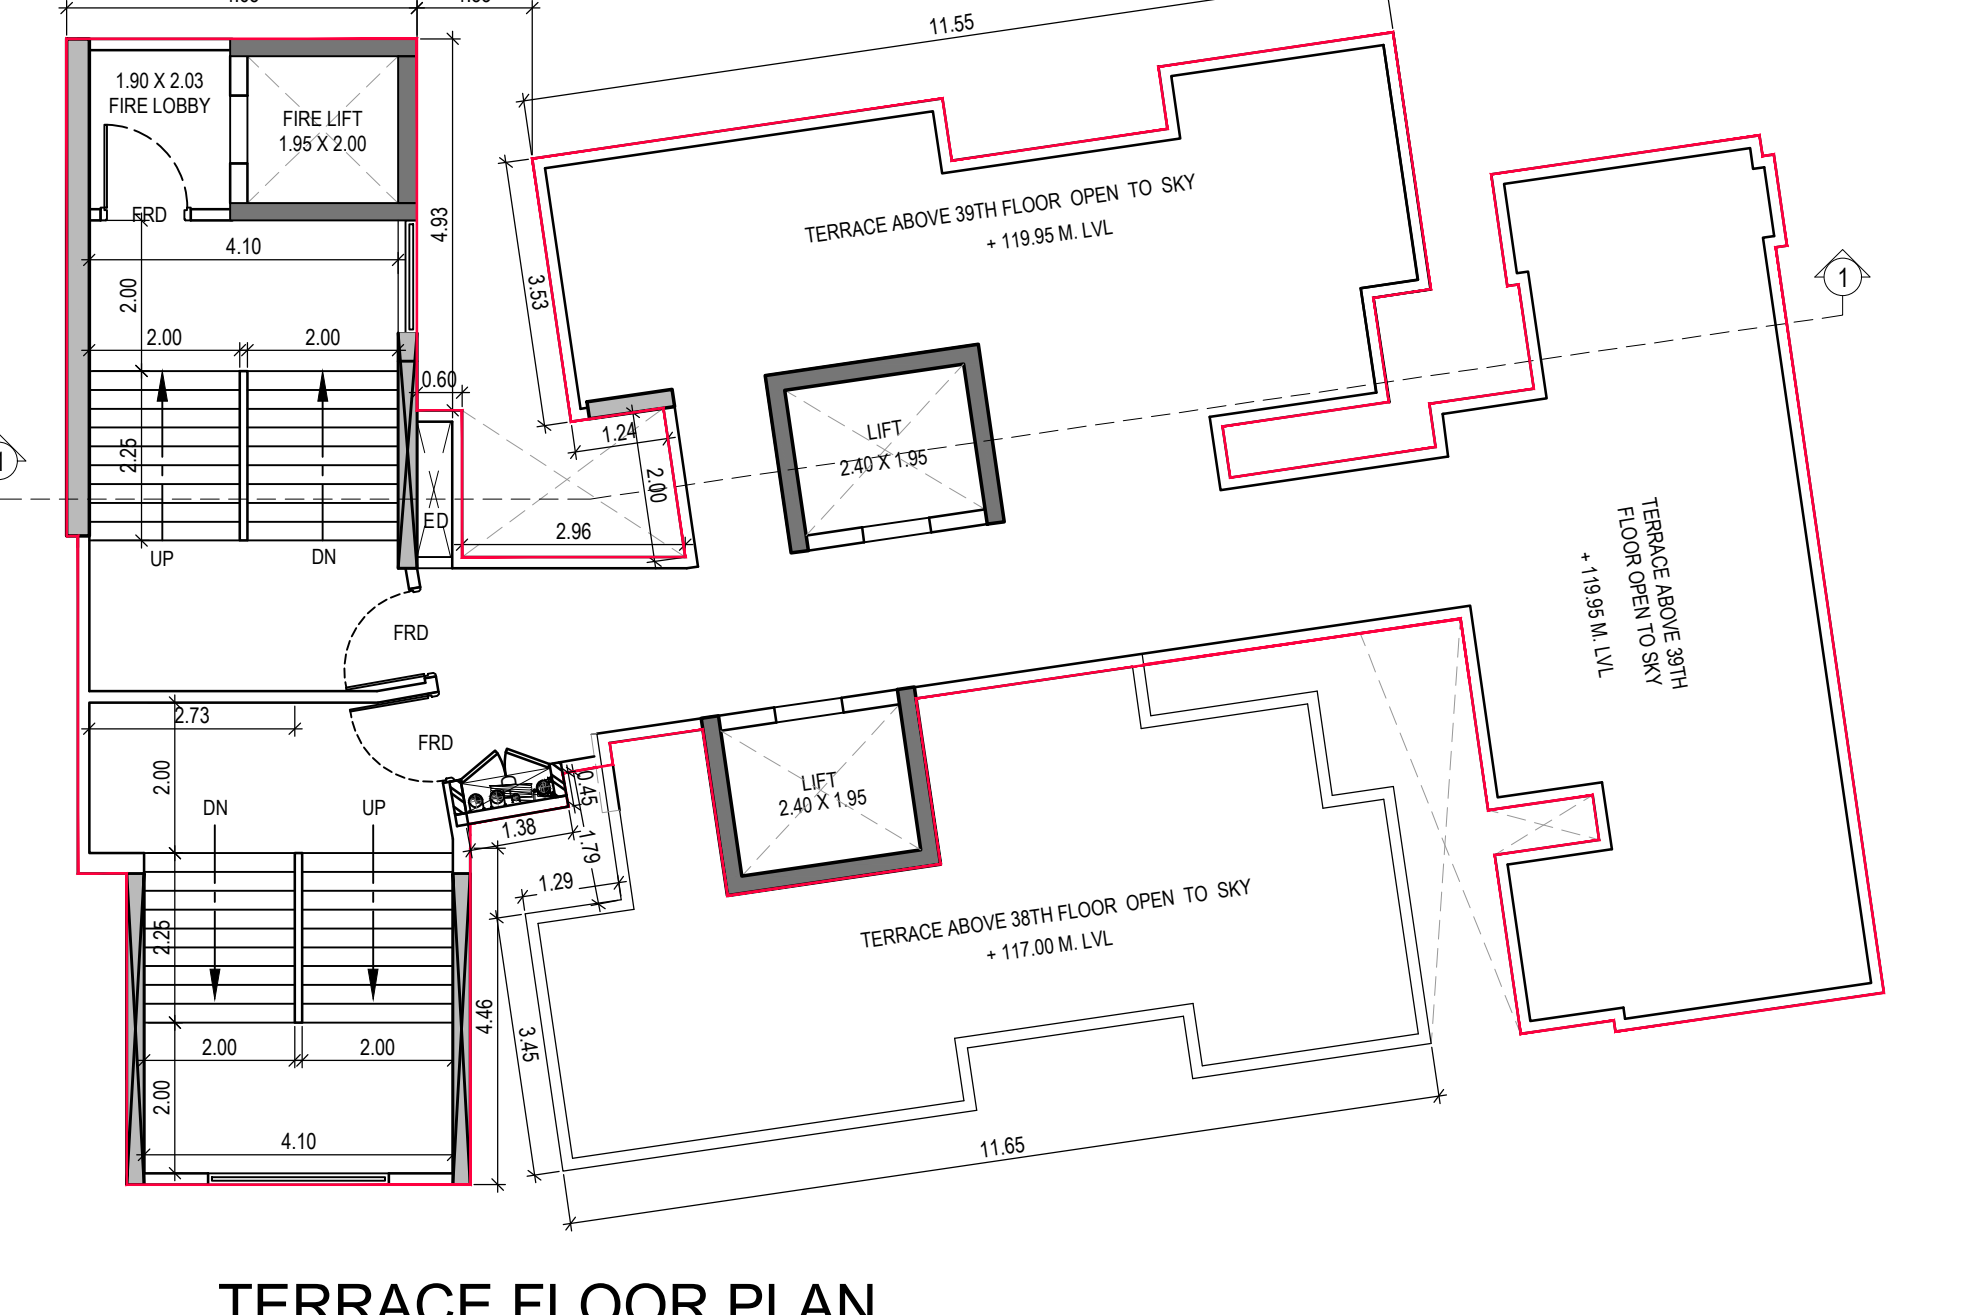 11.55
1.90 X 2.03
FIRE LOBBY
FIRE LIFT
1.95 X 2.00
FRD
4.10
4.93
2.00
2.00
2.00
0.60
2.25
UP
DN
ED
3.53
1.24
2.00
2.96
TERRACE ABOVE 39TH FLOOR OPEN TO SKY
+ 119.95 M. LVL
LIFT
2.40 X 1.95
1
TERRACE ABOVE 39TH
FLOOR OPEN TO SKY
+ 119.95 M. LVL
FRD
2.73
FRD
2.00
DN
UP
0.45
1.38
1.79
1.29
LIFT
2.40 X 1.95
2.25
4.46
3.45
2.00
2.00
2.00
4.10
TERRACE ABOVE 38TH FLOOR OPEN TO SKY
+ 117.00 M. LVL
11.65
TERRACE FLOOR PLAN